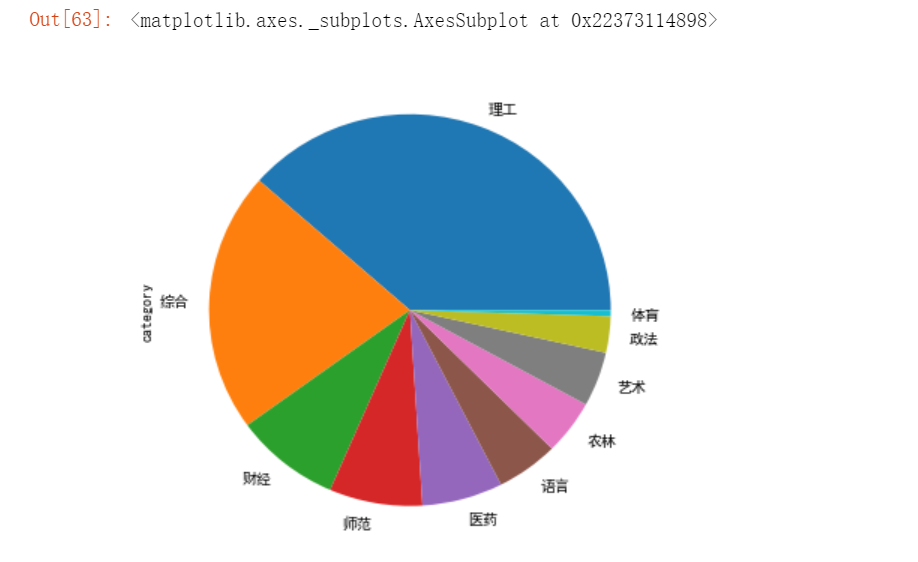 Out[63]: <matplotlib.axes._subplots.AxesSubplot at 0x22373114898>
理工
综合
category
体育
政法
艺术
农林
语言
医药
师范
财经